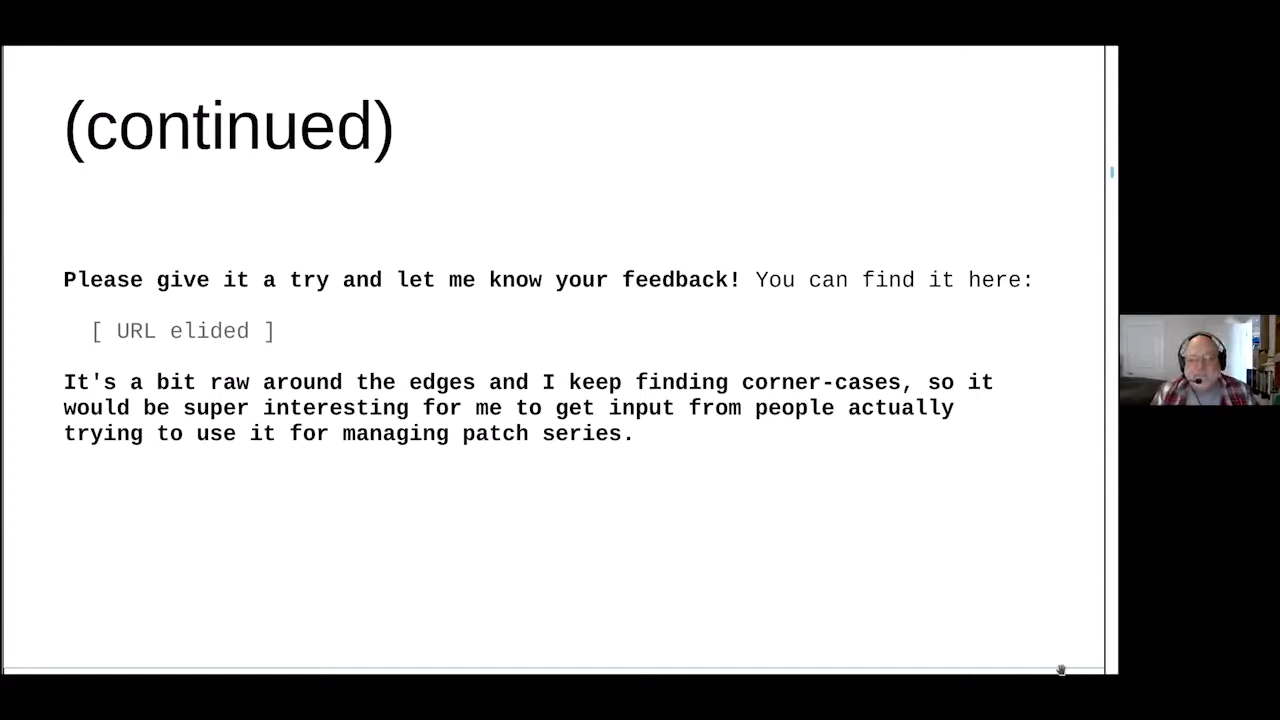 (continued)
Please give it a try and let me know your feedback! You can find it here:
[ URL elided ]
It's a bit raw around the edges and I keep finding corner-cases, so it
would be super interesting for me to get input from people actually
trying to use it for managing patch series.